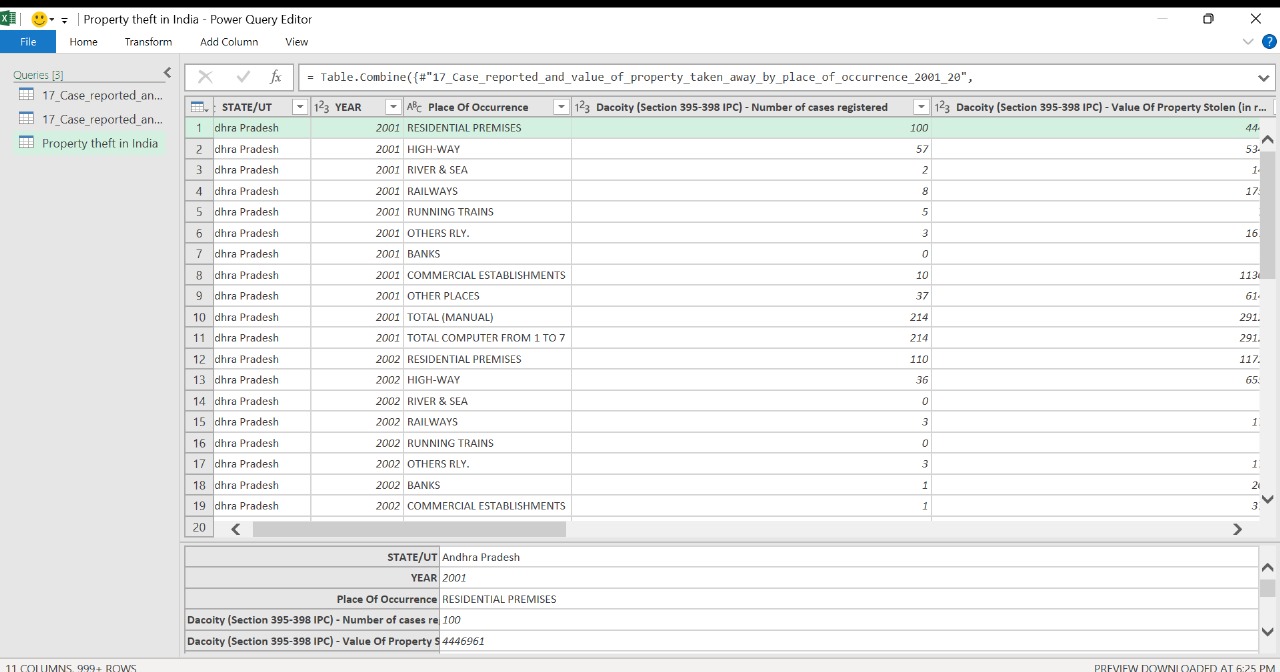 Property theft in India - Power Query Editor
File Home Transform Add Column View
Queries [3]
17_Case_reported_an...
17_Case_reported_an...
Property theft in India
fx = Table.Combine({#"17_Case_reported_and_value_of_property_taken_away_by_place_of_occurrence_2001_20",
STATE/UT 123 YEAR ABC Place Of Occurrence 123 Dacoity (Section 395-398 IPC) - Number of cases registered 123 Dacoity (Section 395-398 IPC) - Value Of Property Stolen (in r...
1 dhra Pradesh 2001 RESIDENTIAL PREMISES 100 44
2 dhra Pradesh 2001 HIGH-WAY 57 53
3 dhra Pradesh 2001 RIVER & SEA 2 1
4 dhra Pradesh 2001 RAILWAYS 8 17
5 dhra Pradesh 2001 RUNNING TRAINS 5
6 dhra Pradesh 2001 OTHERS RLY. 3 16
7 dhra Pradesh 2001 BANKS 0
8 dhra Pradesh 2001 COMMERCIAL ESTABLISHMENTS 10 113
9 dhra Pradesh 2001 OTHER PLACES 37 61
10 dhra Pradesh 2001 TOTAL (MANUAL) 214 291
11 dhra Pradesh 2001 TOTAL COMPUTER FROM 1 TO 7 214 291
12 dhra Pradesh 2002 RESIDENTIAL PREMISES 110 117
13 dhra Pradesh 2002 HIGH-WAY 36 65
14 dhra Pradesh 2002 RIVER & SEA 0
15 dhra Pradesh 2002 RAILWAYS 3 1
16 dhra Pradesh 2002 RUNNING TRAINS 0
17 dhra Pradesh 2002 OTHERS RLY. 3 1
18 dhra Pradesh 2002 BANKS 1 2
19 dhra Pradesh 2002 COMMERCIAL ESTABLISHMENTS 1 3
20
STATE/UT Andhra Pradesh
YEAR 2001
Place Of Occurrence RESIDENTIAL PREMISES
Dacoity (Section 395-398 IPC) - Number of cases re 100
Dacoity (Section 395-398 IPC) - Value Of Property S 4446961
11 COLUMNS, 999+ ROWS PREVIEW DOWNLOADED AT 6:25 PM